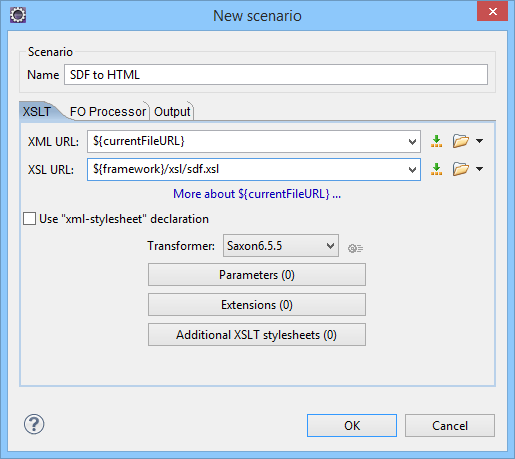 New scenario
Scenario
Name SDF to HTML
XSLT FO Processor Output
XML URL: ${currentFileURL}
XSL URL: ${framework}/xsl/sdf.xsl
More about ${currentFileURL} ...
Use "xml-stylesheet" declaration
Transformer: Saxon6.5.5
Parameters (0)
Extensions (0)
Additional XSLT stylesheets (0)
? OK Cancel